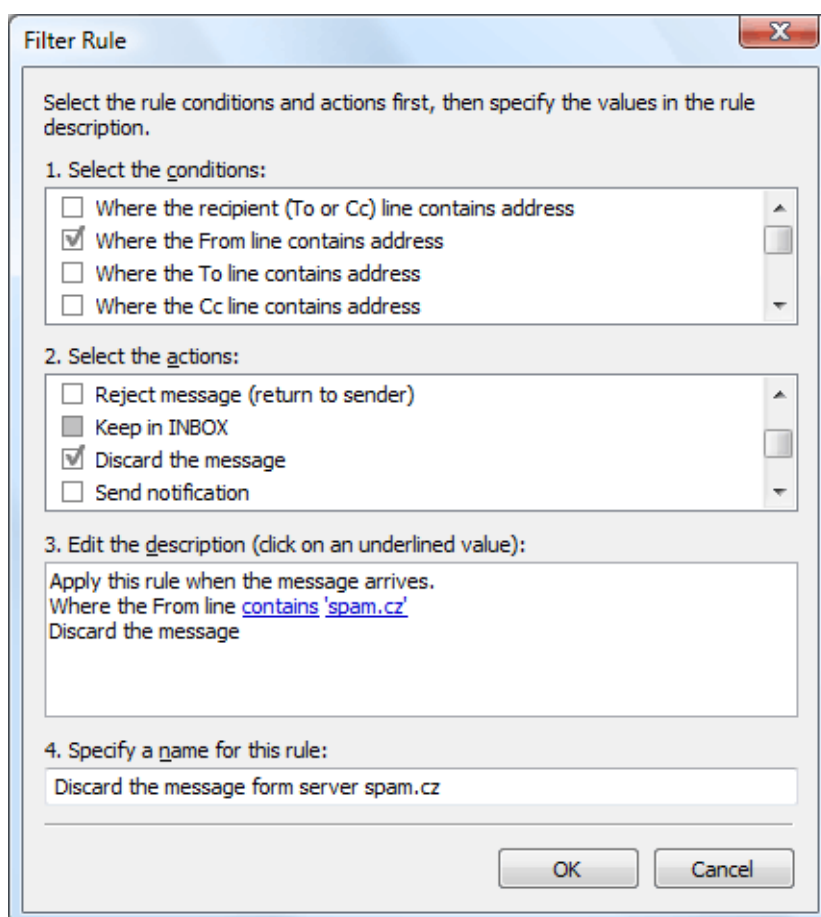 Filter Rule
Select the rule conditions and actions first, then specify the values in the rule
description.
1. Select the conditions:
Where the recipient (To or Cc) line contains address
Where the From line contains address
Where the To line contains address
Where the Cc line contains address
2. Select the actions:
Reject message (return to sender)
Keep in INBOX
Discard the message
Send notification
3. Edit the description (click on an underlined value):
Apply this rule when the message arrives.
Where the From line contains 'spam.cz'
Discard the message
4. Specify a name for this rule:
Discard the message form server spam.cz
OK Cancel